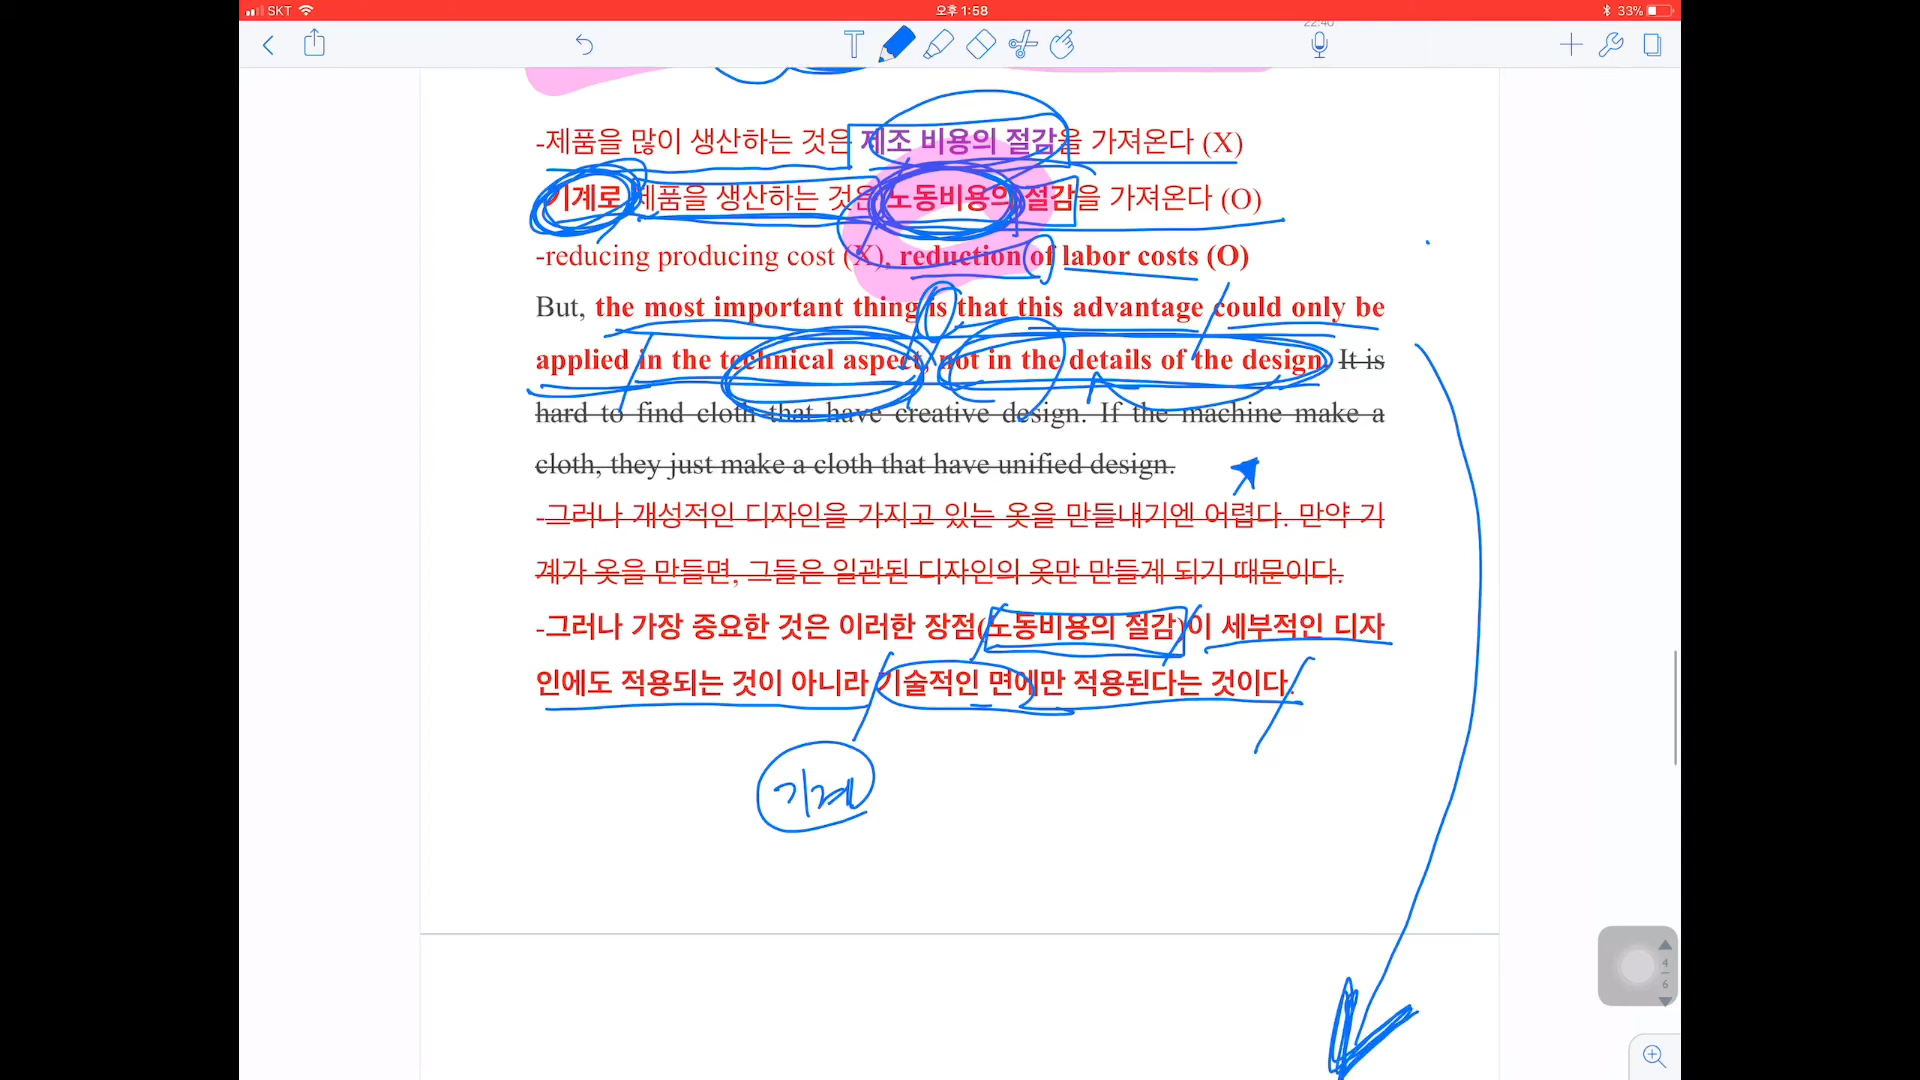 SKT 오후 1:58 33%
22:40
-제품을 많이 생산하는 것은 제조 비용의 절감을 가져온다 (X)
기계로 제품을 생산하는 것은 노동비용의 절감을 가져온다 (O)
-reducing producing cost (X), reduction of labor costs (O)
But, the most important thing is that this advantage could only be
applied in the technical aspect, not in the details of the design. It is
hard to find cloth that have creative design. If the machine make a
cloth, they just make a cloth that have unified design.
-그러나 개성적인 디자인을 가지고 있는 옷을 만들내기엔 어렵다. 만약 기
계가 옷을 만들면, 그들은 일관된 디자인의 옷만 만들게 되기 때문이다.
-그러나 가장 중요한 것은 이러한 장점(노동비용의 절감)이 세부적인 디자
인에도 적용되는 것이 아니라 기술적인 면에만 적용된다는 것이다.
기계
4
6